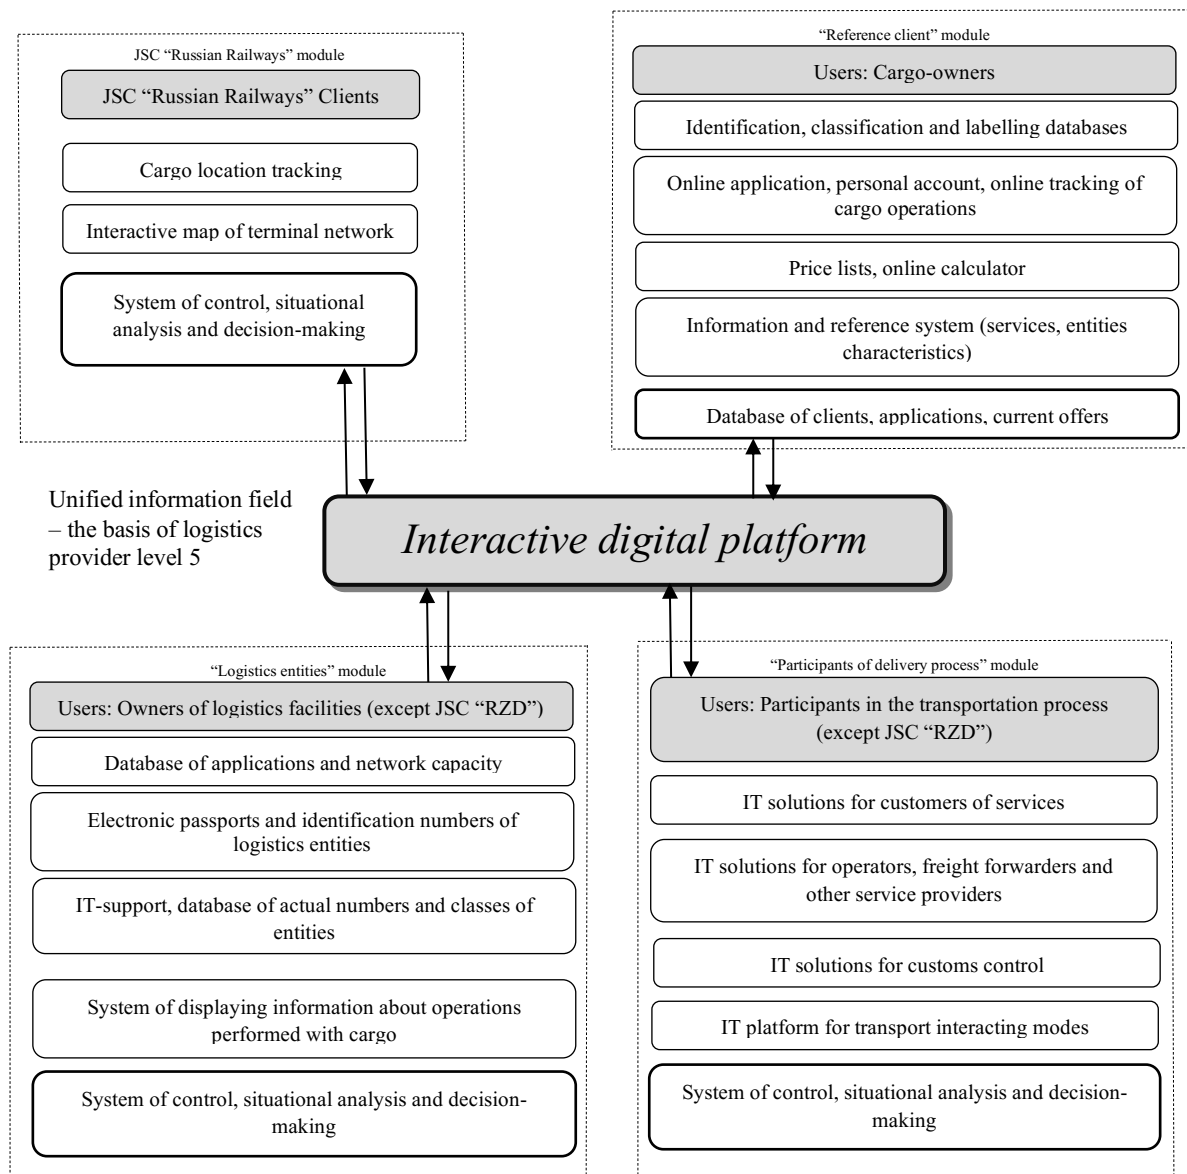 JSC “Russian Railways” module
JSC “Russian Railways” Clients
Cargo location tracking
Interactive map of terminal network
System of control, situational
analysis and decision-making
“Reference client” module
Users: Cargo-owners
Identification, classification and labelling databases
Online application, personal account, online tracking of
cargo operations
Price lists, online calculator
Information and reference system (services, entities
characteristics)
Database of clients, applications, current offers
Unified information field
– the basis of logistics
provider level 5
Interactive digital platform
“Logistics entities” module
Users: Owners of logistics facilities (except JSC “RZD”)
Database of applications and network capacity
Electronic passports and identification numbers of
logistics entities
IT-support, database of actual numbers and classes of
entities
System of displaying information about operations
performed with cargo
System of control, situational analysis and decision-
making
“Participants of delivery process” module
Users: Participants in the transportation process
(except JSC “RZD”)
IT solutions for customers of services
IT solutions for operators, freight forwarders and
other service providers
IT solutions for customs control
IT platform for transport interacting modes
System of control, situational analysis and decision-
making